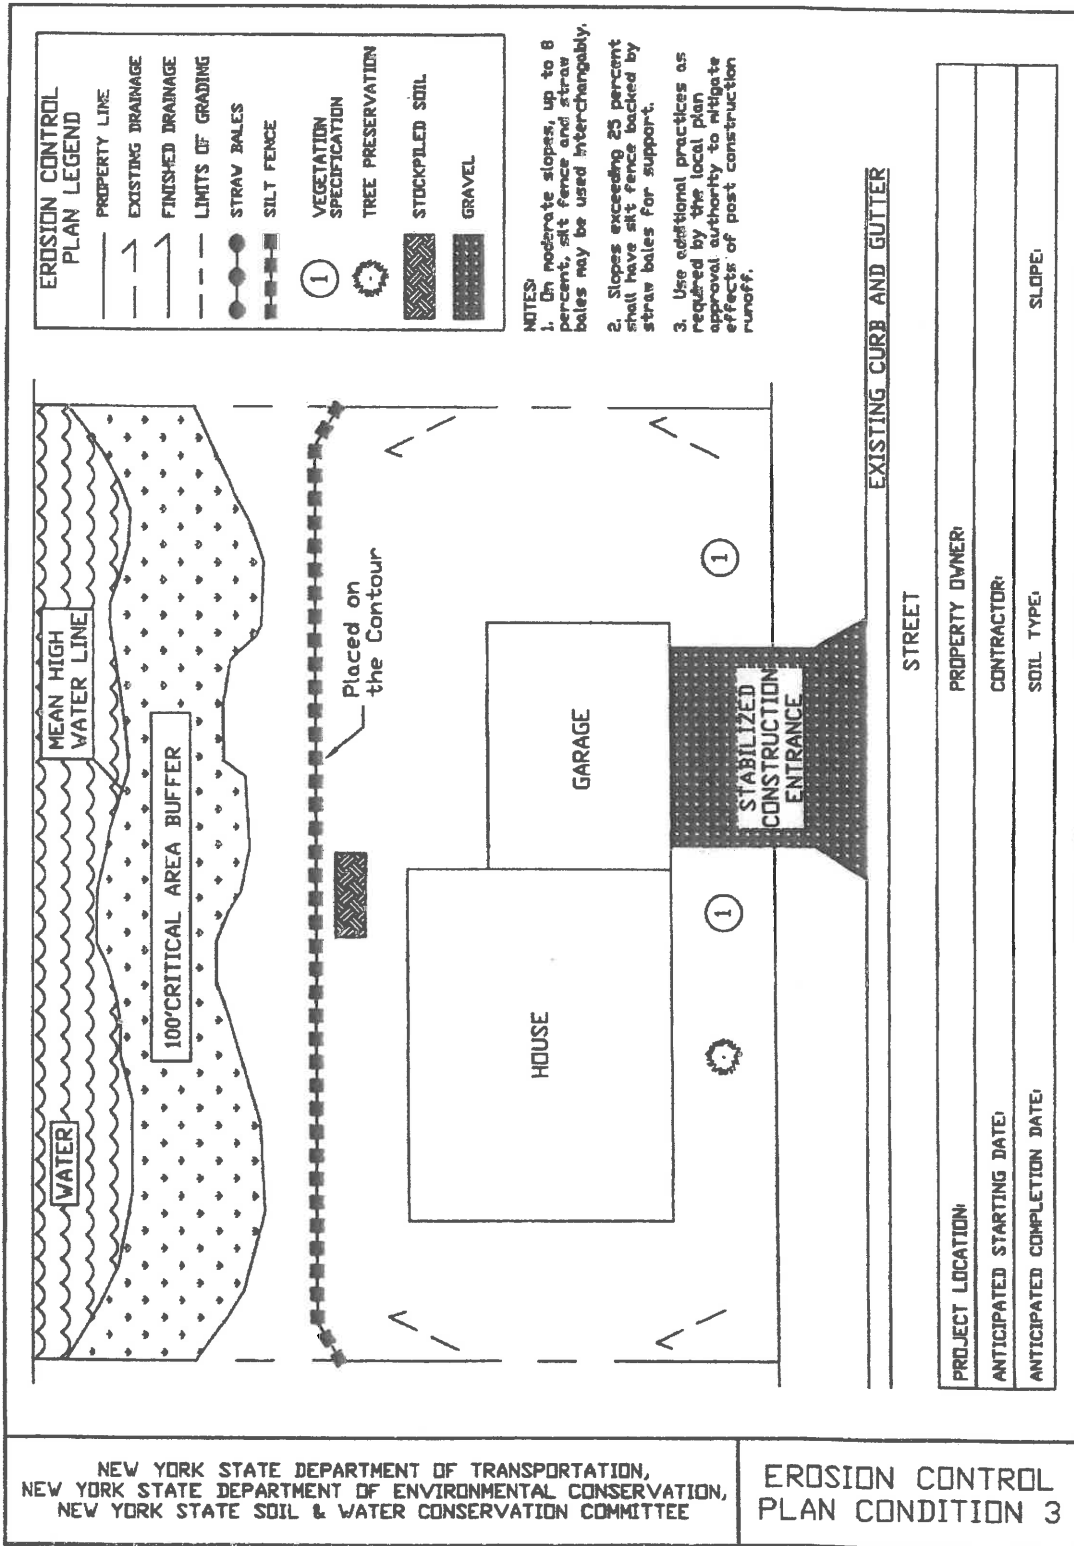 EROSION CONTROL
PLAN LEGEND
PROPERTY LINE
EXISTING DRAINAGE
FINISHED DRAINAGE
LIMITS OF GRADING
STRAW BALES
SILT FENCE
1
VEGETATION
SPECIFICATION
TREE PRESERVATION
STOCKPILED SOIL
GRAVEL
NOTES:
1. On moderate slopes, up to 8
percent, silt fence and straw
bales may be used interchangably.
2. Slopes exceeding 25 percent
shall have silt fence backed by
straw bales for support.
3. Use additional practices as
required by the local plan
approval authority to mitigate
effects of post construction
runoff.
WATER
MEAN HIGH
WATER LINE
100'CRITICAL AREA BUFFER
Placed on
the Contour
HOUSE
GARAGE
1
1
STABILIZED
CONSTRUCTION
ENTRANCE
EXISTING CURB AND GUTTER
STREET
PROJECT LOCATION:
PROPERTY OWNER:
ANTICIPATED STARTING DATE:
CONTRACTOR:
ANTICIPATED COMPLETION DATE:
SOIL TYPE:
SLOPE:
NEW YORK STATE DEPARTMENT OF TRANSPORTATION,
NEW YORK STATE DEPARTMENT OF ENVIRONMENTAL CONSERVATION,
NEW YORK STATE SOIL & WATER CONSERVATION COMMITTEE
EROSION CONTROL
PLAN CONDITION 3